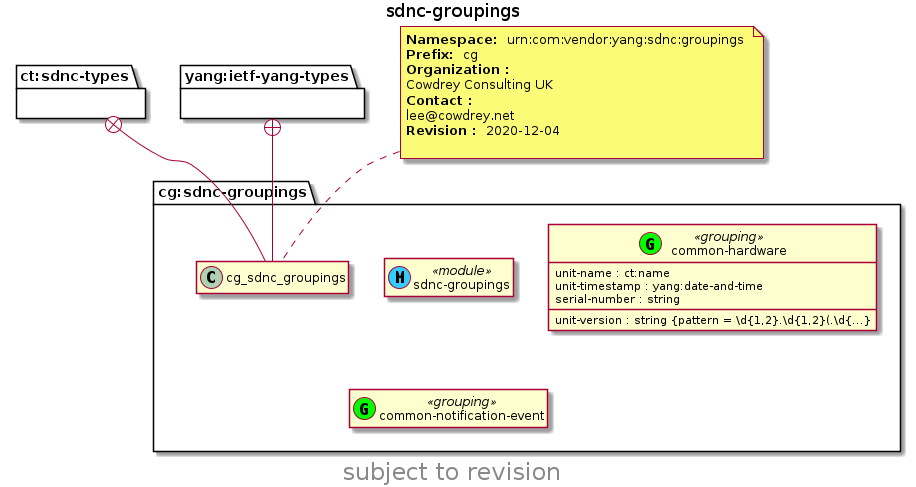 sdnc-groupings
Namespace: urn:com:vendor:yang:sdnc:groupings
Prefix: cg
Organization :
Cowdrey Consulting UK
Contact :
lee@cowdrey.net
Revision : 2020-12-04
ct:sdnc-types
yang:ietf-yang-types
cg:sdnc-groupings
C cg_sdnc_groupings
M «module»
sdnc-groupings
G «grouping»
common-hardware
unit-name : ct:name
unit-timestamp : yang:date-and-time
serial-number : string
unit-version : string {pattern = \d{1,2}.\d{1,2}(.\d{...}
G «grouping»
common-notification-event
subject to revision